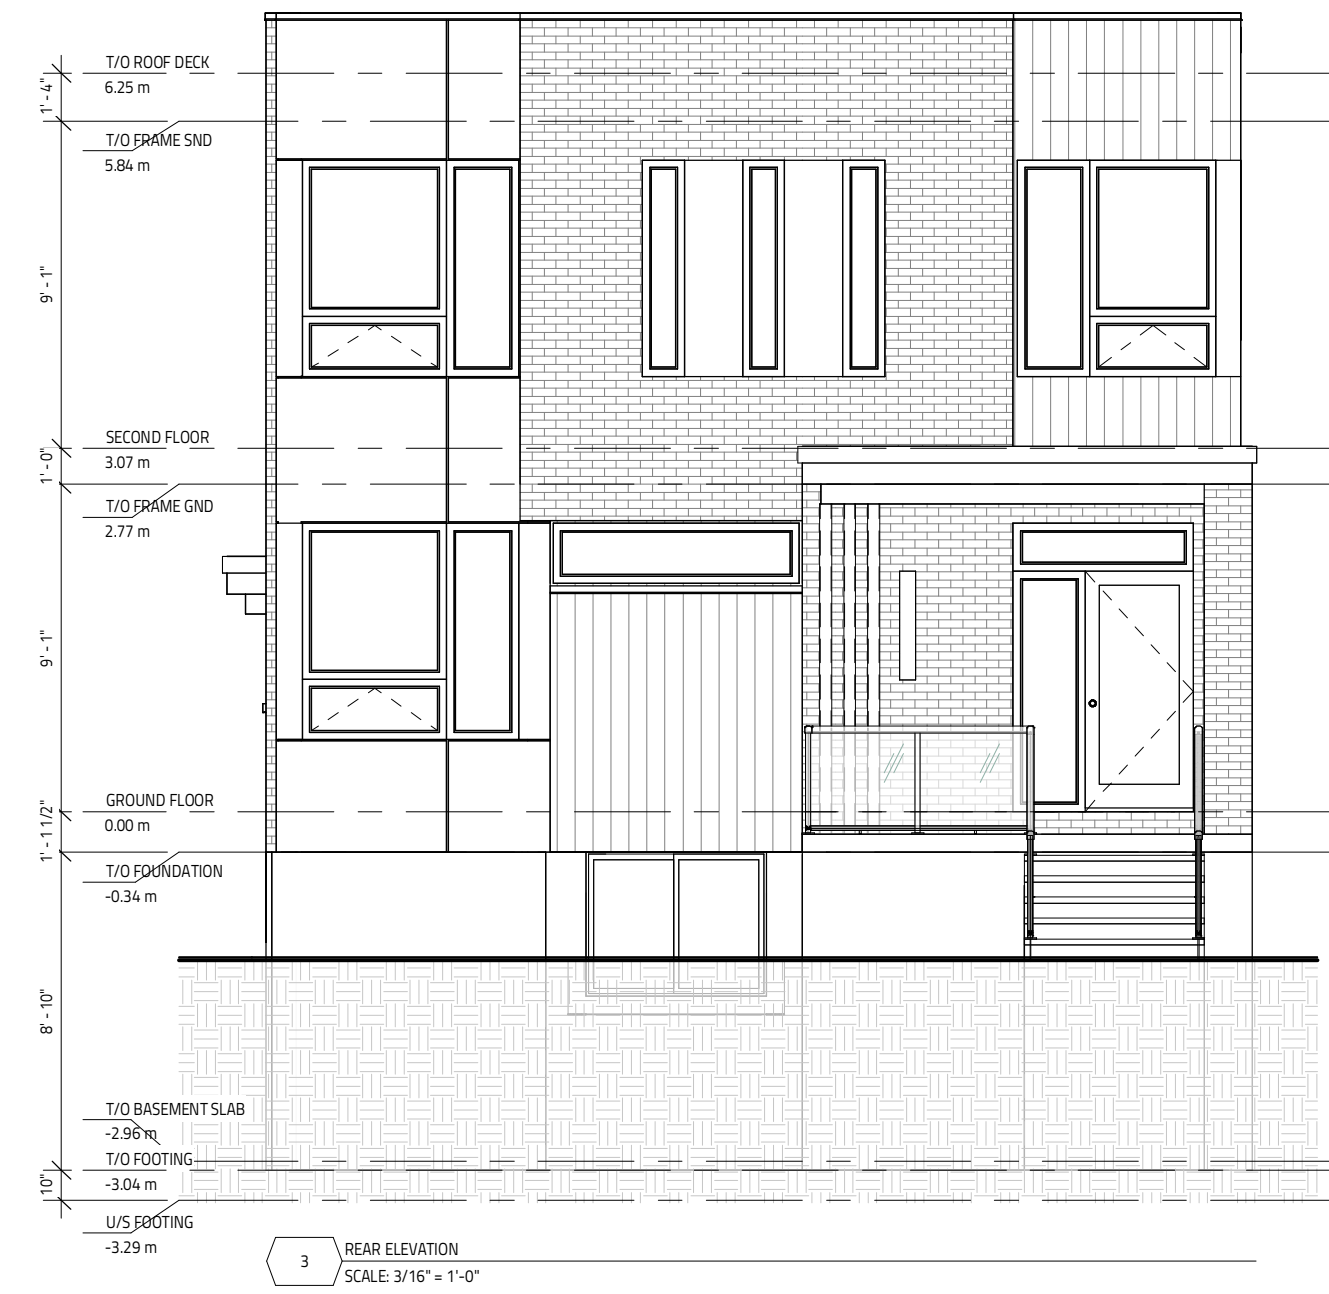 T/O ROOF DECK
6.25 m
1' - 4"
T/O FRAME SND
5.84 m
9' - 1"
SECOND FLOOR
3.07 m
1' - 0"
T/O FRAME GND
2.77 m
9' - 1"
GROUND FLOOR
0.00 m
1' - 1 1/2"
T/O FOUNDATION
-0.34 m
8' - 10"
T/O BASEMENT SLAB
-2.96 m
T/O FOOTING
-3.04 m
10"
U/S FOOTING
-3.29 m
3
REAR ELEVATION
SCALE: 3/16" = 1'-0"